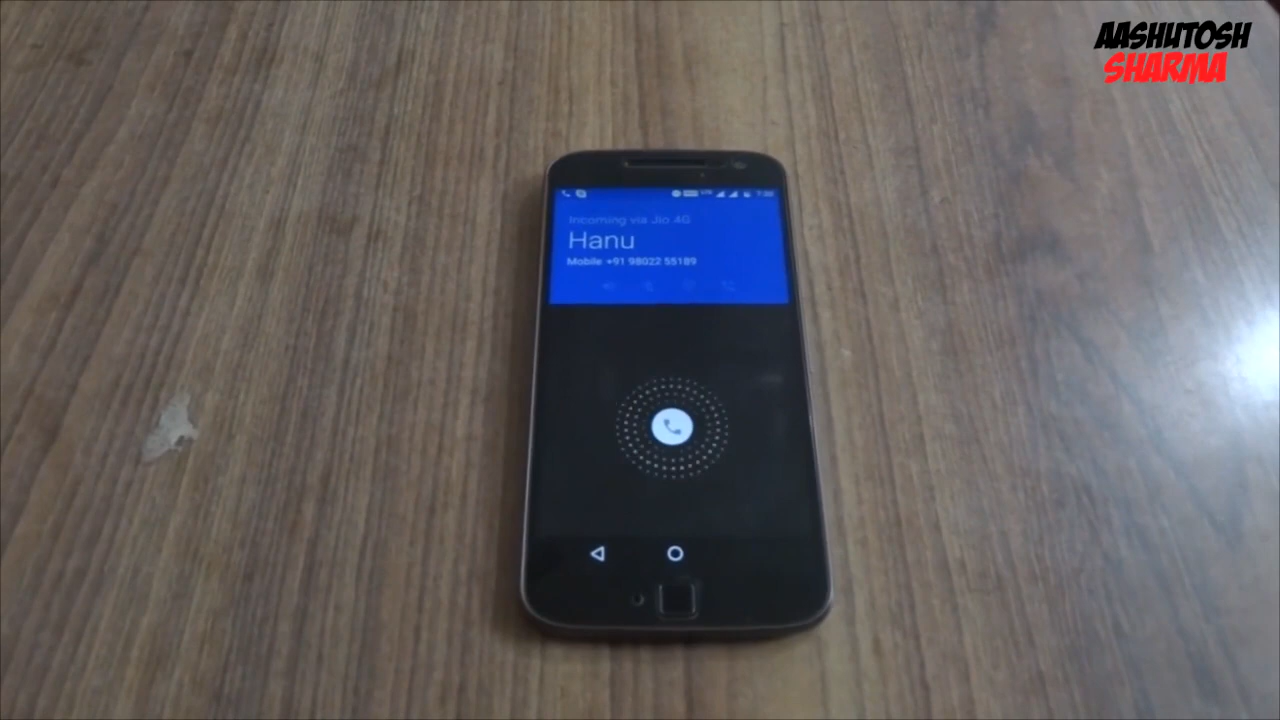 AASHUTOSH
SHARMA
Incoming via Jio 4G
Hanu
Mobile +91 98022 55189